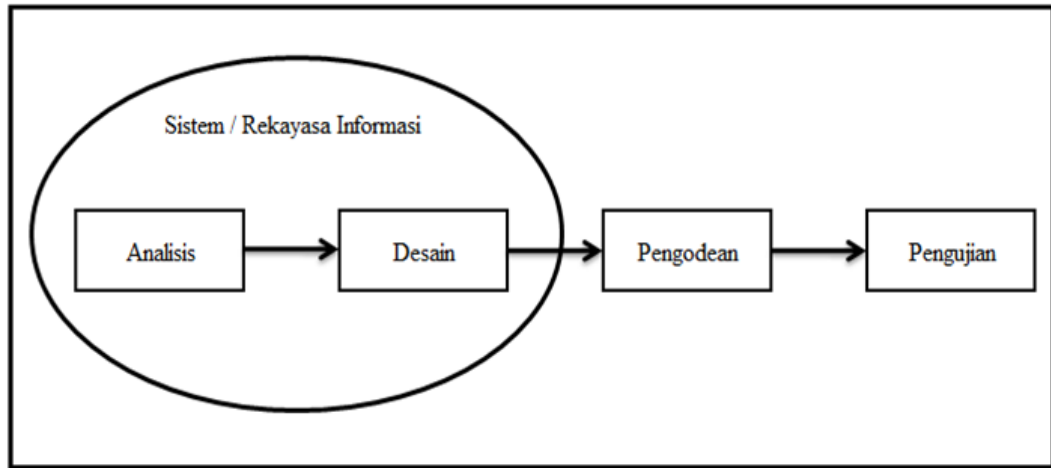 Sistem / Rekayasa Informasi
Analisis
Desain
Pengodean
Pengujian